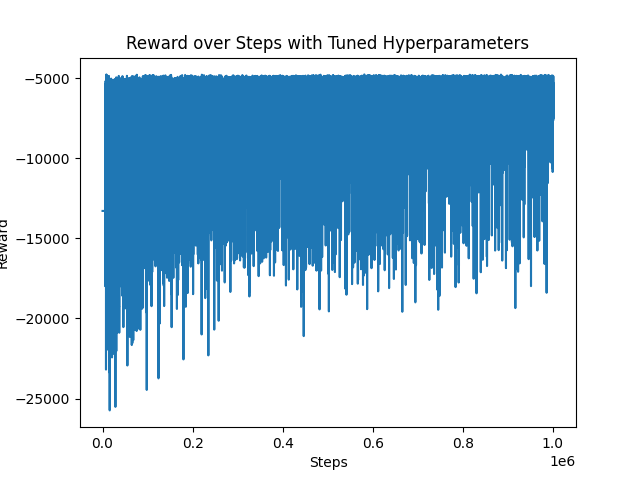 Reward over Steps with Tuned Hyperparameters
−5000
−10000
−15000
−20000
−25000
Reward
0.0 0.2 0.4 0.6 0.8 1.0
1e6
Steps